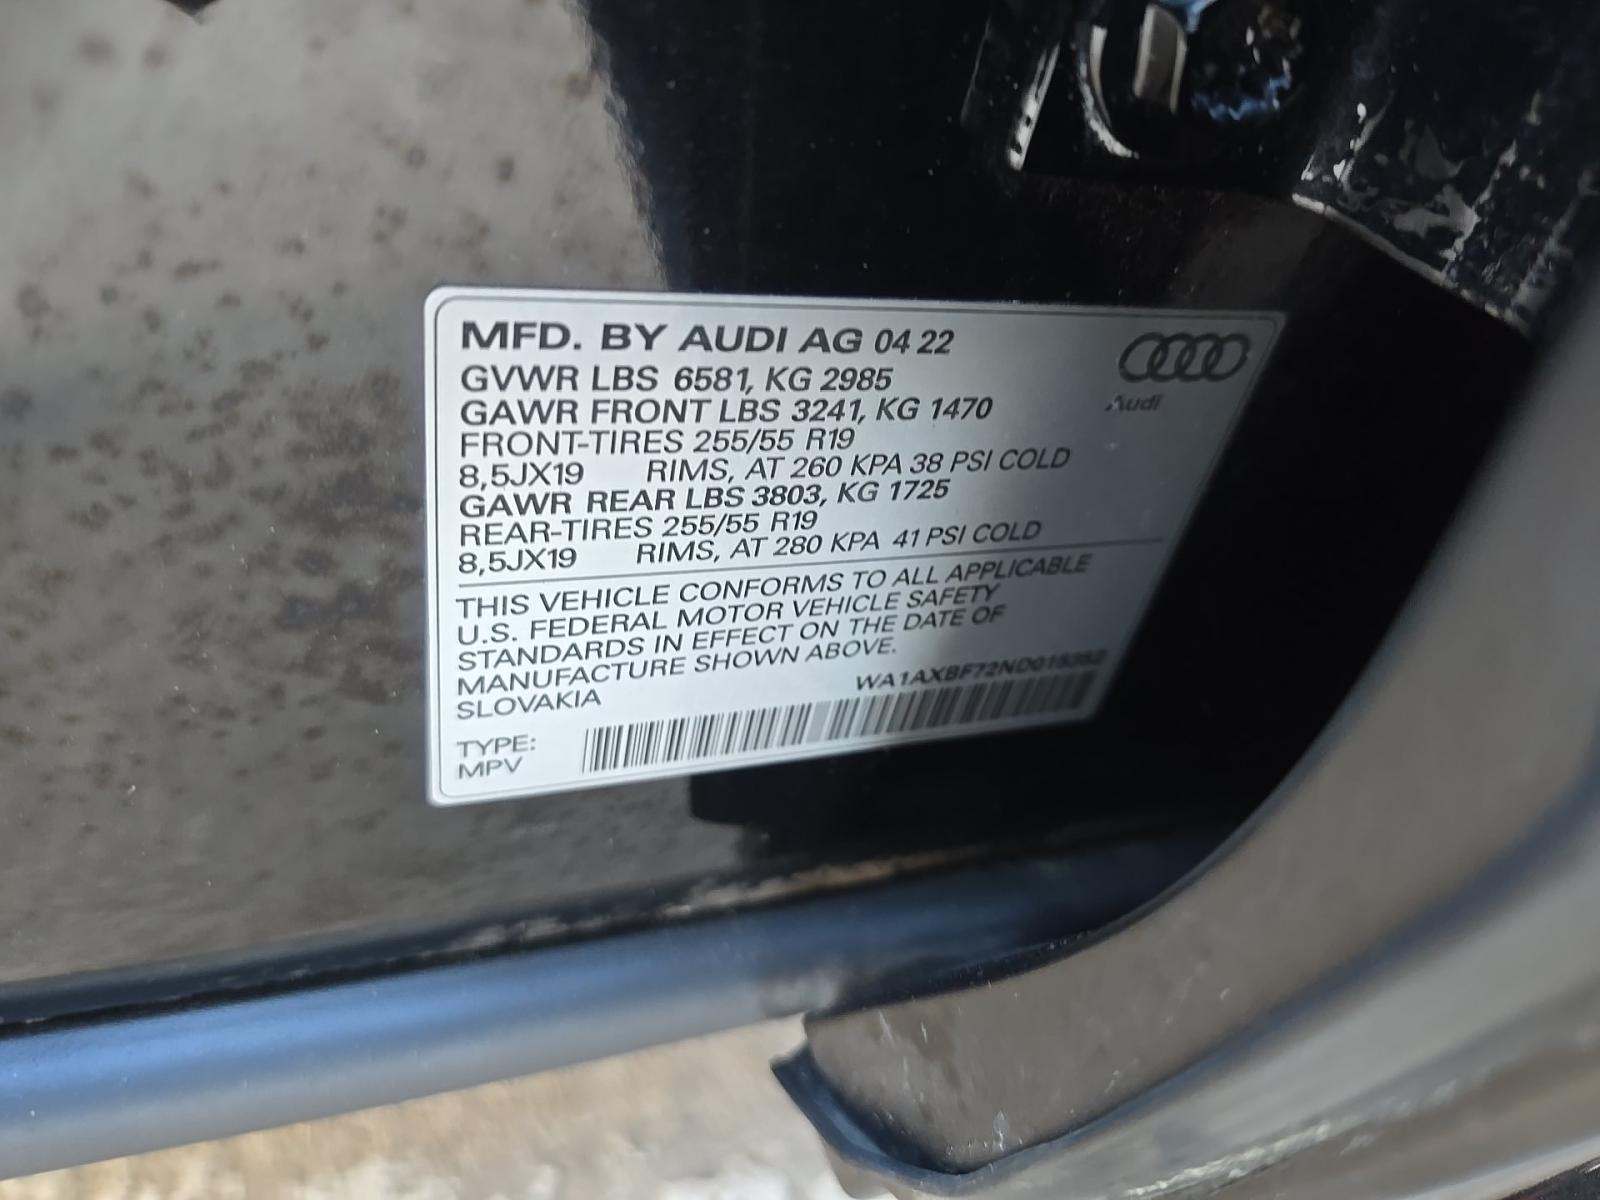 MFD. BY AUDI AG 04 22
GVWR LBS 6581, KG 2985
GAWR FRONT LBS 3241, KG 1470
FRONT-TIRES 255/55 R19
8,5JX19 RIMS, AT 260 KPA 38 PSI COLD
GAWR REAR LBS 3803, KG 1725
REAR-TIRES 255/55 R19
8,5JX19 RIMS, AT 280 KPA 41 PSI COLD
THIS VEHICLE CONFORMS TO ALL APPLICABLE
U.S. FEDERAL MOTOR VEHICLE SAFETY
STANDARDS IN EFFECT ON THE DATE OF
MANUFACTURE SHOWN ABOVE.
SLOVAKIA
TYPE:
MPV
Audi